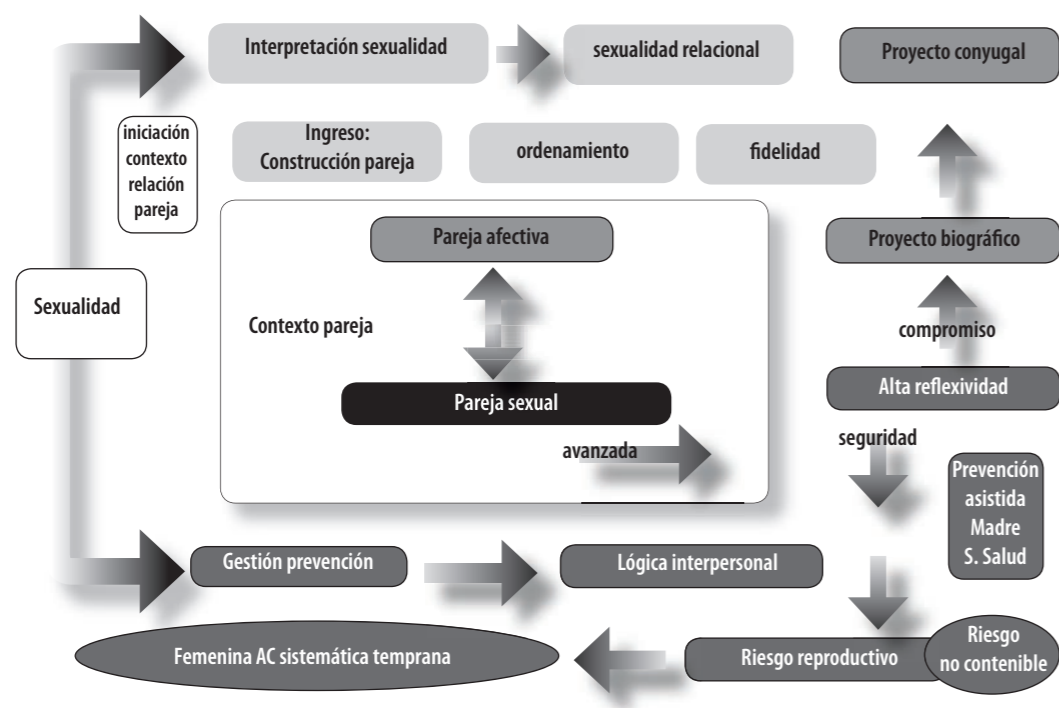 Interpretación sexualidad
sexualidad relacional
Proyecto conyugal
iniciación
contexto
relación
pareja
Ingreso:
Construcción pareja
ordenamiento
fidelidad
Pareja afectiva
Proyecto biográfico
Sexualidad
Contexto pareja
compromiso
Pareja sexual
Alta reflexividad
avanzada
seguridad
Prevención
asistida
Madre
S. Salud
Gestión prevención
Lógica interpersonal
Femenina AC sistemática temprana
Riesgo reproductivo
Riesgo
no contenible